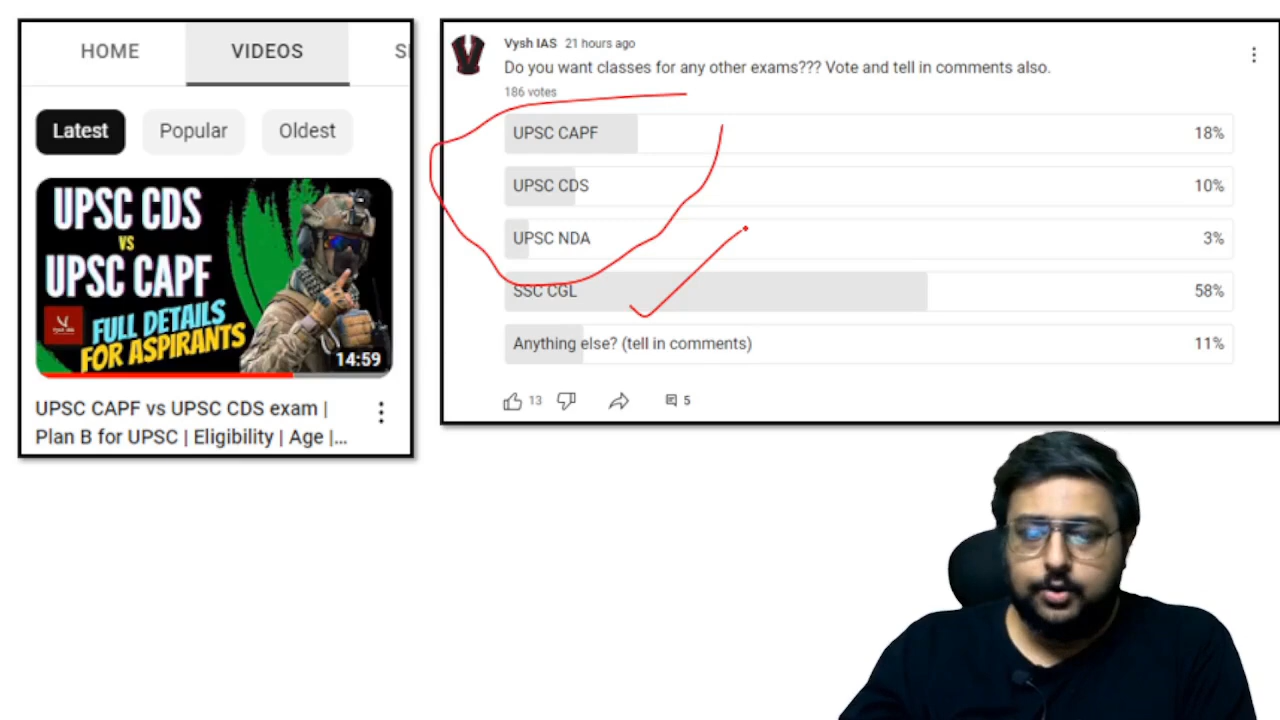 HOME
VIDEOS
Latest
Popular
Oldest
UPSC CDS
VS
UPSC CAPF
FULL DETAILS
FOR ASPIRANTS
14:59
UPSC CAPF vs UPSC CDS exam |
Plan B for UPSC | Eligibility | Age |...
Vysh IAS 21 hours ago
Do you want classes for any other exams??? Vote and tell in comments also.
186 votes
UPSC CAPF 18%
UPSC CDS 10%
UPSC NDA 3%
SSC CGL 58%
Anything else? (tell in comments) 11%
13 5